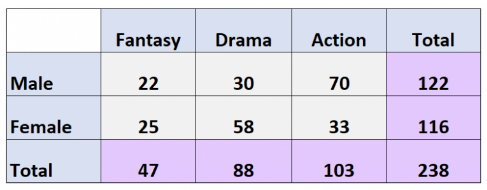 Fantasy Drama Action Total
Male 22 30 70 122
Female 25 58 33 116
Total 47 88 103 238